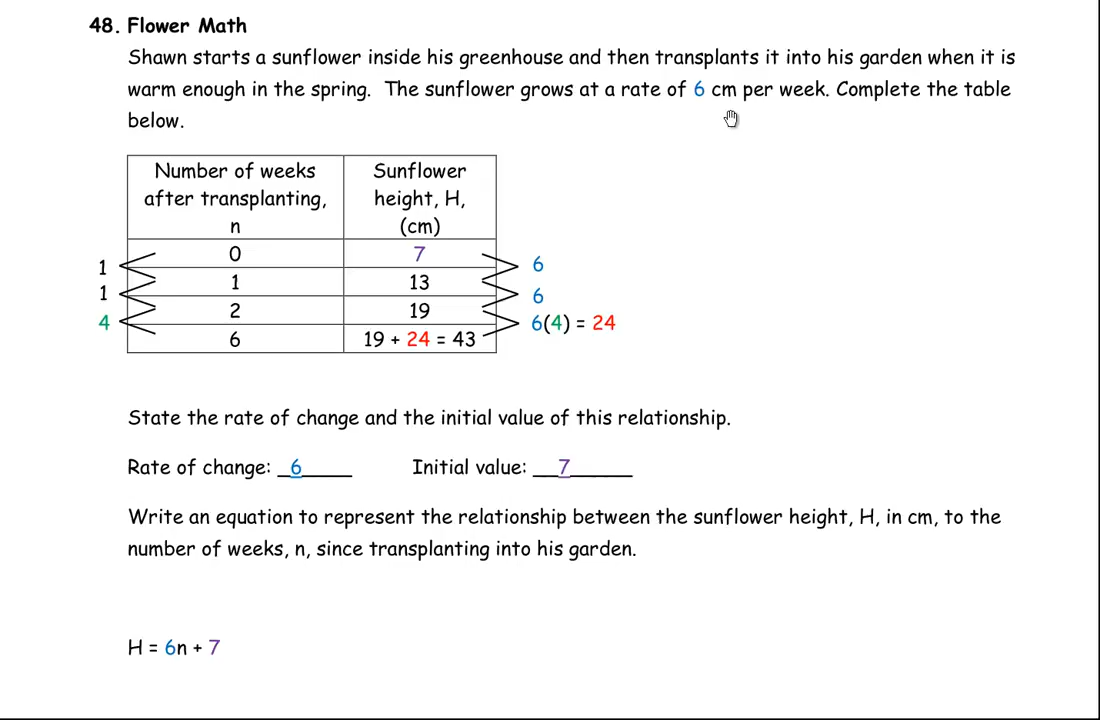 48. Flower Math
Shawn starts a sunflower inside his greenhouse and then transplants it into his garden when it is
warm enough in the spring. The sunflower grows at a rate of 6 cm per week. Complete the table
below.
Number of weeks
after transplanting,
n
Sunflower
height, H,
(cm)
0 7
1 13
2 19
6 19 + 24 = 43
1
1
4
6
6
6(4) = 24
State the rate of change and the initial value of this relationship.
Rate of change: _6____ Initial value: __7_____
Write an equation to represent the relationship between the sunflower height, H, in cm, to the
number of weeks, n, since transplanting into his garden.
H = 6n + 7